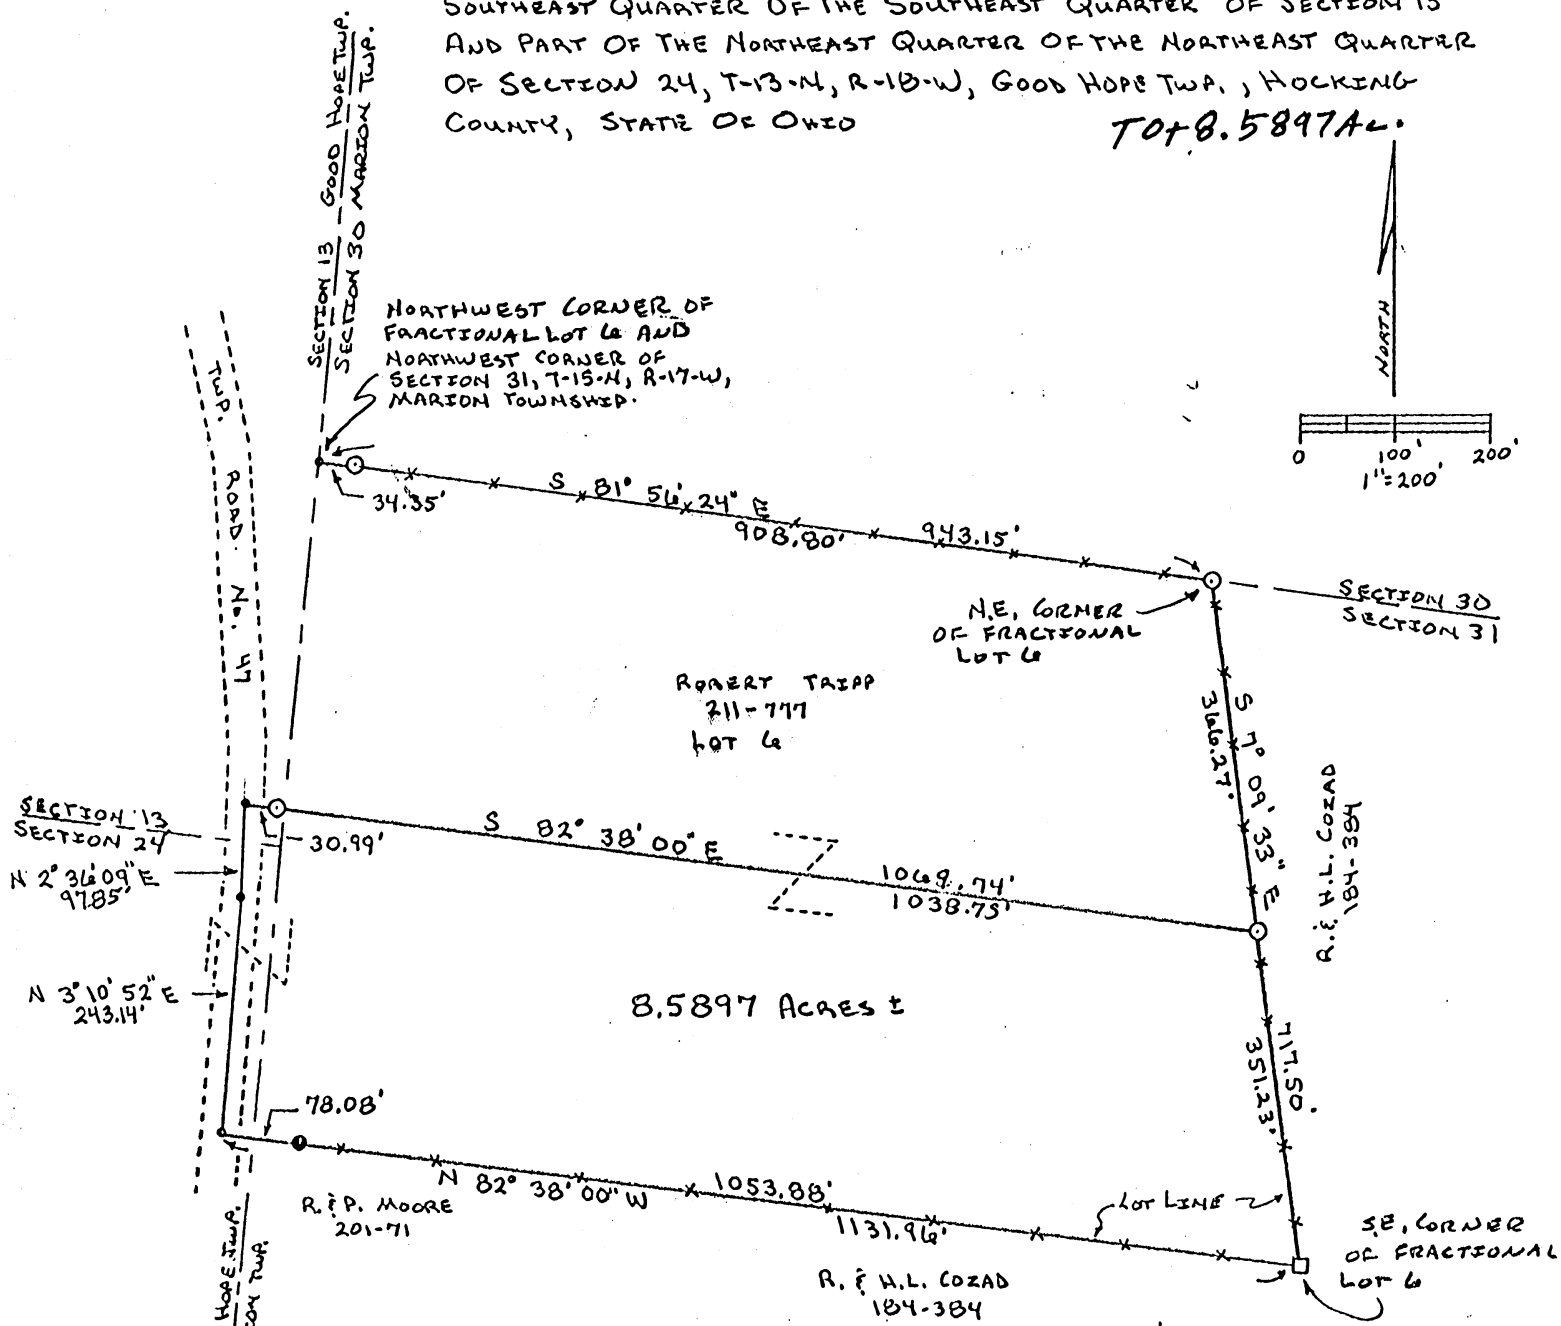 SOUTHEAST QUARTER OF THE SOUTHEAST QUARTER OF SECTION 13
AND PART OF THE NORTHEAST QUARTER OF THE NORTHEAST QUARTER
OF SECTION 24, T-13-N, R-18-W, GOOD HOPE TWP., HOCKING
COUNTY, STATE OF OHIO
TOT 8.5897 Ac.
SECTION 13 GOOD HOPE TWP.
SECTION 30 MARION TWP.
NORTHWEST CORNER OF
FRACTIONAL LOT 6 AND
NORTHWEST CORNER OF
SECTION 31, T-15-N, R-17-W,
MARION TOWNSHIP.
NORTH
0 100' 200'
1"=200'
TWP. ROAD No. 47
34.35'
S 81° 56' 24" E
908.80'
943.15'
N.E. CORNER
OF FRACTIONAL
LOT 6
SECTION 30
SECTION 31
ROBERT TRIPP
211-777
LOT 6
S 7° 09' 33" E
366.27'
R. & H.L. COZAD
184-384
SECTION 13
SECTION 24
30.99'
S 82° 38' 00" E
1069.74'
1038.75'
N 2° 36' 09" E
97.85'
N 3° 10' 52" E
243.14'
8.5897 ACRES ±
717.50'
351.23'
78.08'
N 82° 38' 00" W
1053.88'
1131.96'
R. & P. MOORE
201-71
LOT LINE
S.E. CORNER
OF FRACTIONAL
LOT 6
R. & H.L. COZAD
184-384
HOPE TWP.
TWP.